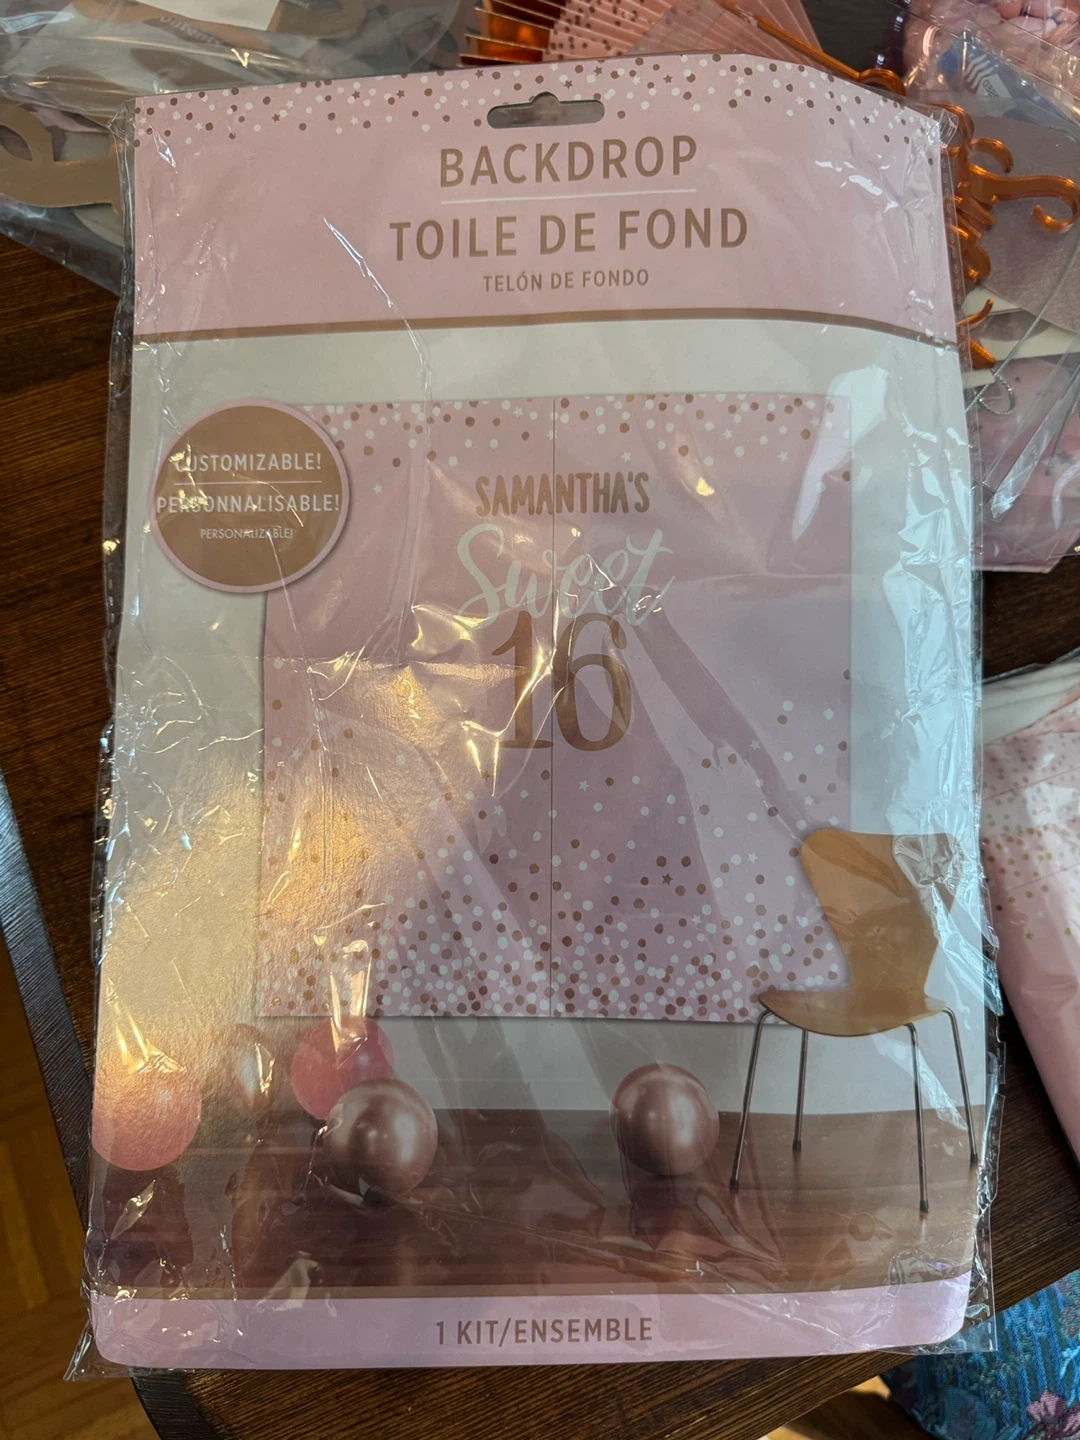 BACKDROP
TOILE DE FOND
TELÓN DE FONDO
CUSTOMIZABLE!
PERSONNALISABLE!
PERSONALIZABLE!
SAMANTHA'S
Sweet
16
1 KIT/ENSEMBLE